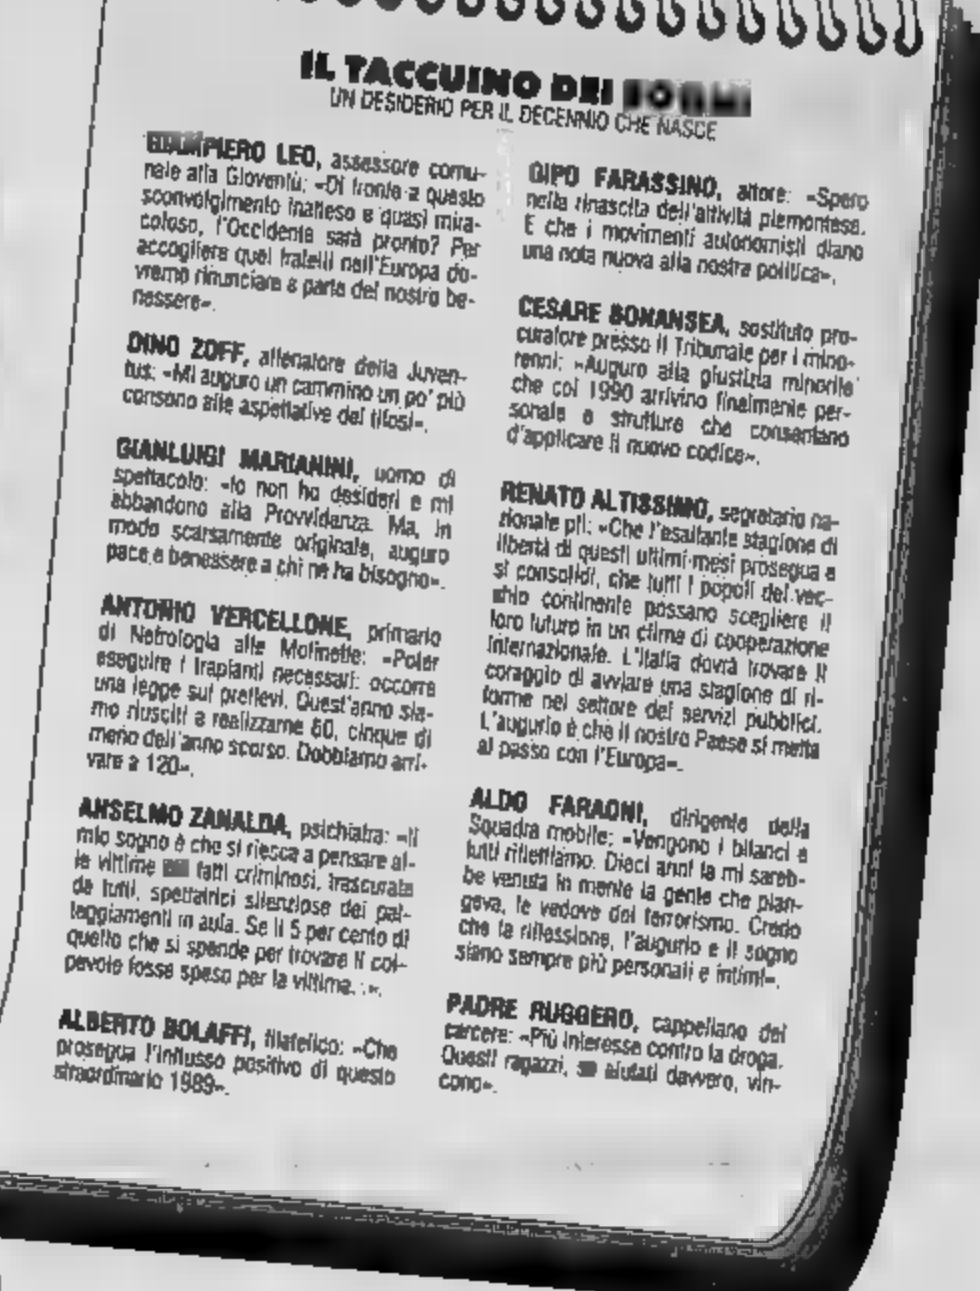 IL TACCUINO DEI
UN DESIDERIO PER IL DECENNIO CHE NASCE
GIAMPIERO LEO, assessore comu-
nale alla Gioventù: «Di fronte a questo
sconvolgimento inatteso e quasi mira-
coloso, l'Occidente sarà pronto? Per
accogliere quei fratelli nell'Europa do-
vremo rinunciare a parte del nostro be-
nessere».
DINO ZOFF, allenatore della Juven-
tus: «Mi auguro un cammino un po' più
consono alle aspettative dei tifosi».
GIANLUIGI MARIANINI, uomo di
spettacolo: «Io non ho desideri e mi
abbandono alla Provvidenza. Ma, in
modo scarsamente originale, auguro
pace e benessere a chi ne ha bisogno».
ANTONIO VERCELLONE, primario
di Nefrologia alle Molinette: «Poter
eseguire i trapianti necessari: occorre
una legge sui prelievi. Quest'anno sia-
mo riusciti a realizzarne 60, cinque di
meno dell'anno scorso. Dobbiamo arri-
vare a 120».
ANSELMO ZANALDA, psichiatra: «Il
mio sogno è che si riesca a pensare al-
le vittime fatti criminosi, trascurate
da tutti, spettatrici silenziose dei pal-
leggiamenti in aula. Se il 5 per cento di
quello che si spende per trovare il col-
pevole fosse speso per la vittima...».
ALBERTO BOLAFFI, filatelico: «Che
prosegua l'influsso positivo di questo
straordinario 1989».
GIPO FARASSINO, attore: «Spero
nella rinascita dell'attività piemontese.
E che i movimenti autonomisti diano
una nota nuova alla nostra politica».
CESARE BONANSEA, sostituto pro-
curatore presso il Tribunale per i mino-
renni: «Auguro alla giustizia minorile
che col 1990 arrivino finalmente per-
sonale e strutture che consentano
d'applicare il nuovo codice».
RENATO ALTISSIMO, segretario na-
zionale pli: «Che l'esaltante stagione di
libertà di questi ultimi mesi prosegua e
si consolidi, che tutti i popoli del vec-
chio continente possano scegliere il
loro futuro in un clima di cooperazione
internazionale. L'Italia dovrà trovare il
coraggio di avviare una stagione di ri-
forme nel settore dei servizi pubblici.
L'augurio è che il nostro Paese si metta
al passo con l'Europa».
ALDO FARAONI, dirigente della
Squadra mobile: «Vengono i bilanci e
tutti riflettiamo. Dieci anni fa mi sareb-
be venuta in mente la gente che pian-
geva, le vedove del terrorismo. Credo
che la riflessione, l'augurio e il sogno
siano sempre più personali e intimi».
PADRE RUGGERO, cappellano del
carcere: «Più interesse contro la droga.
Questi ragazzi, se aiutati davvero, vin-
cono».